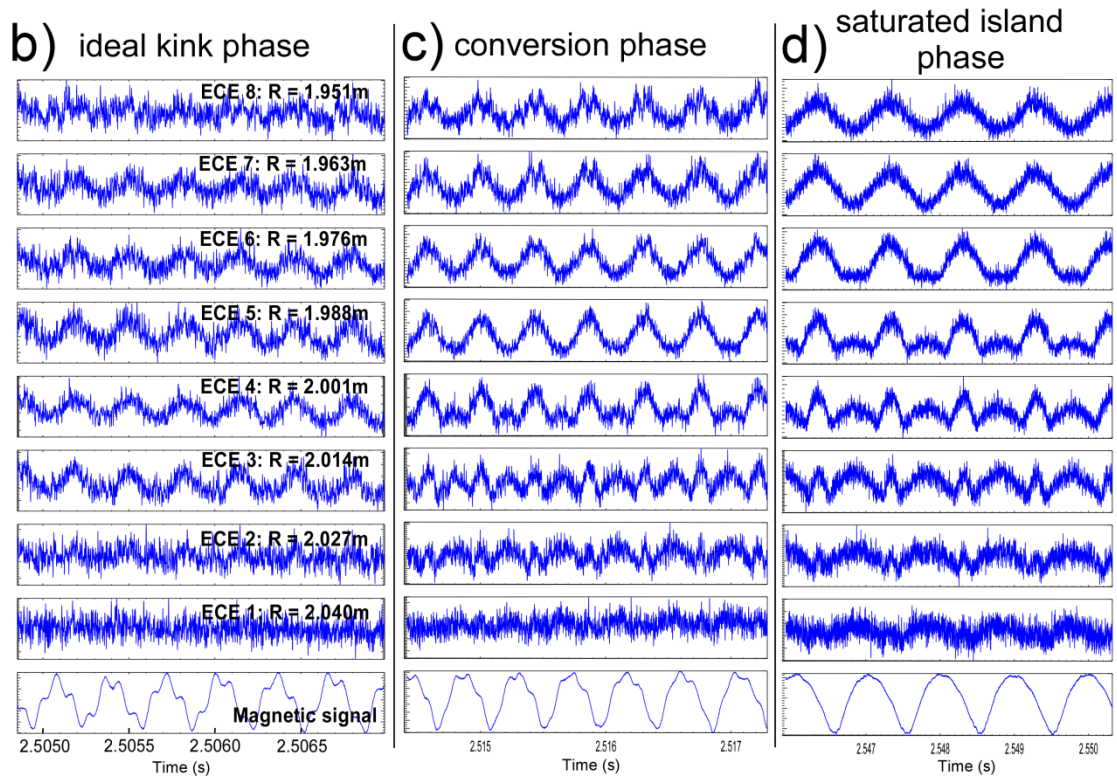 b) ideal kink phase
ECE 8: R = 1.951m
ECE 7: R = 1.963m
ECE 6: R = 1.976m
ECE 5: R = 1.988m
ECE 4: R = 2.001m
ECE 3: R = 2.014m
ECE 2: R = 2.027m
ECE 1: R = 2.040m
Magnetic signal
2.5050 2.5055 2.5060 2.5065
Time (s)
c) conversion phase
2.515 2.516 2.517
Time (s)
d) saturated island
phase
2.547 2.548 2.549 2.550
Time (s)